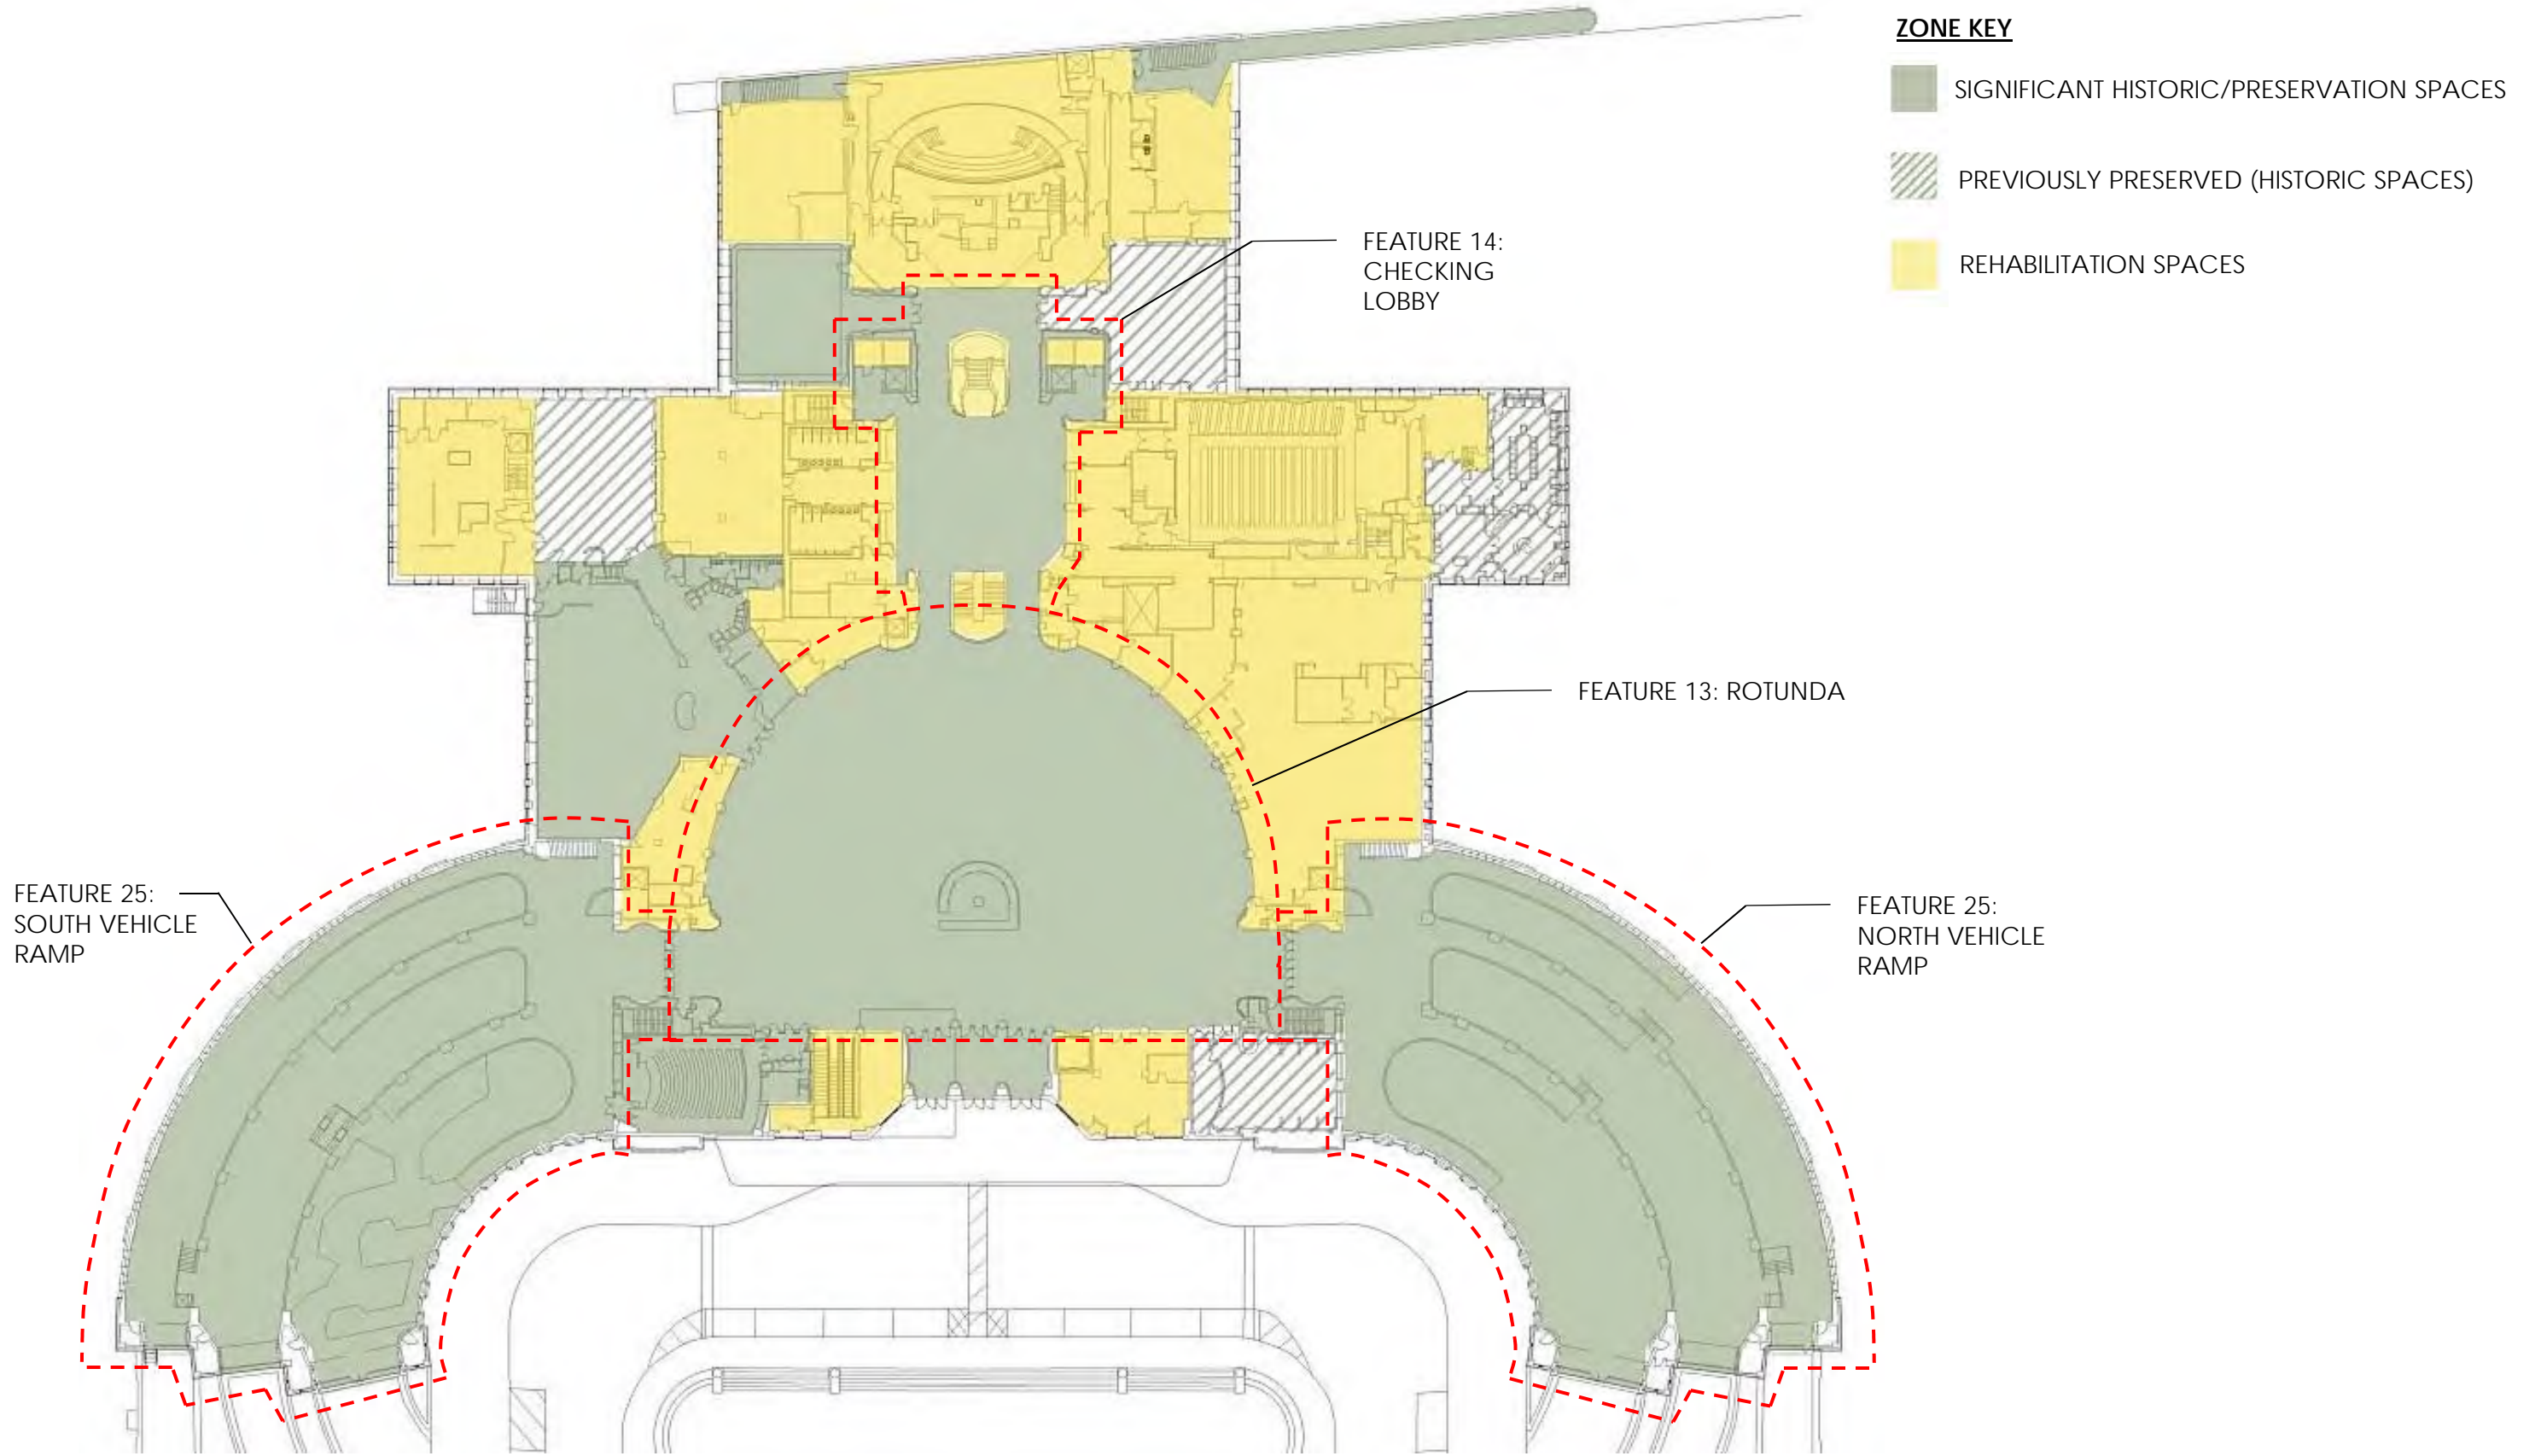 ZONE KEY
SIGNIFICANT HISTORIC/PRESERVATION SPACES
PREVIOUSLY PRESERVED (HISTORIC SPACES)
REHABILITATION SPACES
FEATURE 14:
CHECKING
LOBBY
FEATURE 13: ROTUNDA
FEATURE 25:
SOUTH VEHICLE
RAMP
FEATURE 25:
NORTH VEHICLE
RAMP